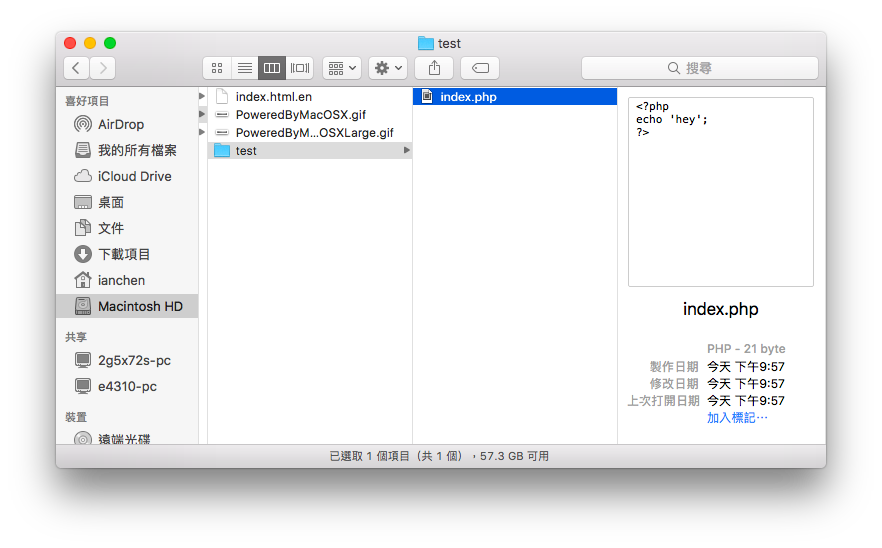 test
搜尋
喜好項目
AirDrop
我的所有檔案
iCloud Drive
桌面
文件
下載項目
ianchen
Macintosh HD
共享
2g5x72s-pc
e4310-pc
裝置
遠端光碟
index.html.en
PoweredByMacOSX.gif
PoweredByM...OSXLarge.gif
test
index.php
<?php
echo 'hey';
?>
index.php
PHP - 21 byte
製作日期 今天 下午9:57
修改日期 今天 下午9:57
上次打開日期 今天 下午9:57
加入標記⋯
已選取 1 個項目（共 1 個），57.3 GB 可用